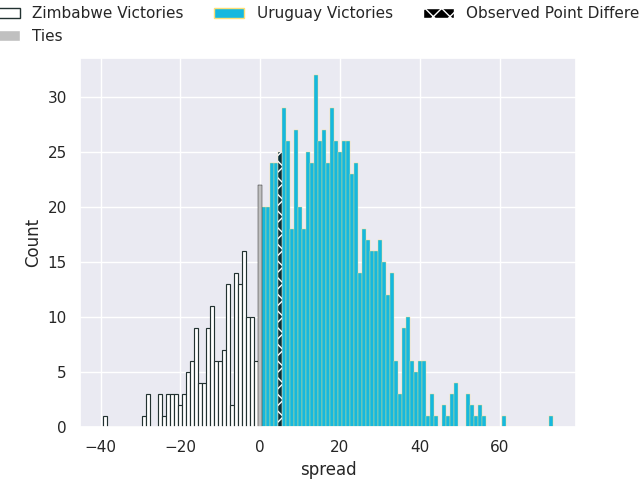 Zimbabwe Victories
Uruguay Victories
Observed Point Differe
Ties
Count
30
25
20
15
10
5
0
−40
−20
0
20
40
60
spread